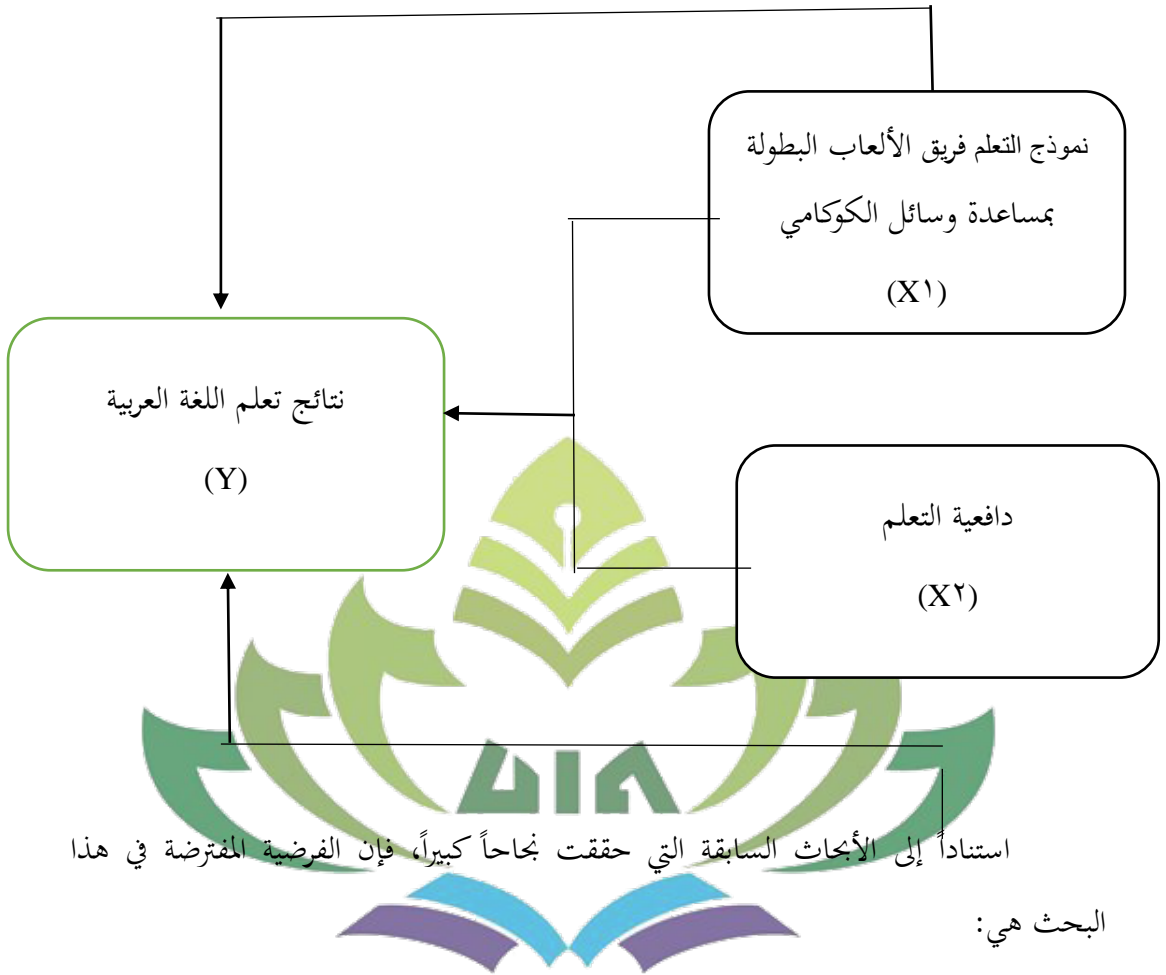 نموذج التعلم فريق الألعاب البطولة
بمساعدة وسائل الكوكامي
(X١)
نتائج تعلم اللغة العربية
(Y)
دافعية التعلم
(X٢)
استناداً إلى الأبحاث السابقة التي حققت نجاحاً كبيراً، فإن الفرضية المفترضة في هذا
البحث هي: